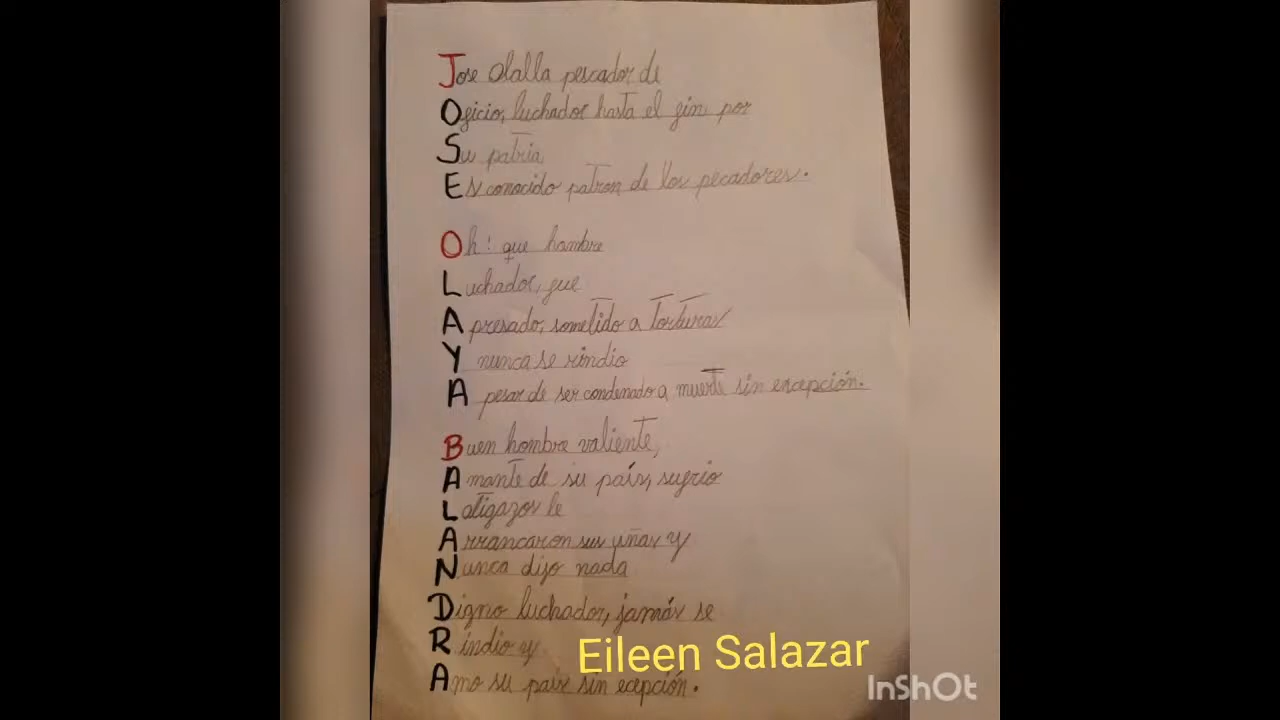 Jose Olalla pescador de
Oficio, luchador hasta el fin por
Su patria
Es conocido patron de los pecadores.
Oh! que hombre
Luchador, que
Apresado, sometido a torturas
Y nunca se rindio
A pesar de ser condenado a muerte sin excepción.
Buen hombre valiente,
Amante de su país, sufrio
Latigazos le
Arrancaron sus uñas y
Nunca dijo nada
Digno luchador, jamás se
Rindio y
Amo su país sin ecepción.
Eileen Salazar
InShOt